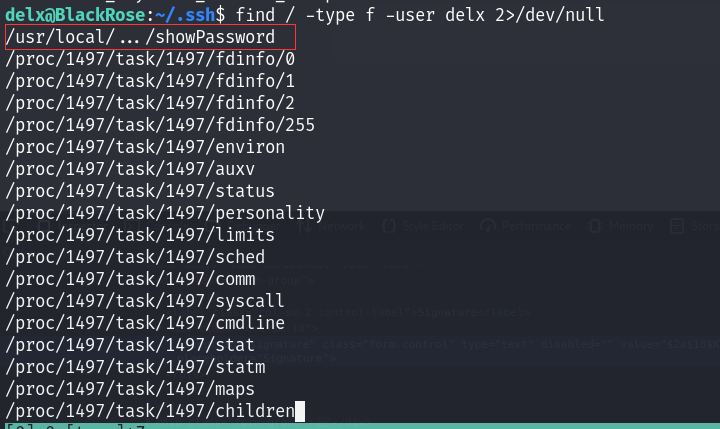 delx@BlackRose:~/.ssh$ find / -type f -user delx 2>/dev/null
/usr/local/.../showPassword
/proc/1497/task/1497/fdinfo/0
/proc/1497/task/1497/fdinfo/1
/proc/1497/task/1497/fdinfo/2
/proc/1497/task/1497/fdinfo/255
/proc/1497/task/1497/environ
/proc/1497/task/1497/auxv
/proc/1497/task/1497/status
/proc/1497/task/1497/personality
/proc/1497/task/1497/limits
Network Style Editor Performance Memory
/proc/1497/task/1497/sched
/proc/1497/task/1497/comm
/proc/1497/task/1497/syscall
/proc/1497/task/1497/cmdline
/proc/1497/task/1497/stat
/proc/1497/task/1497/statm
/proc/1497/task/1497/maps
/proc/1497/task/1497/children